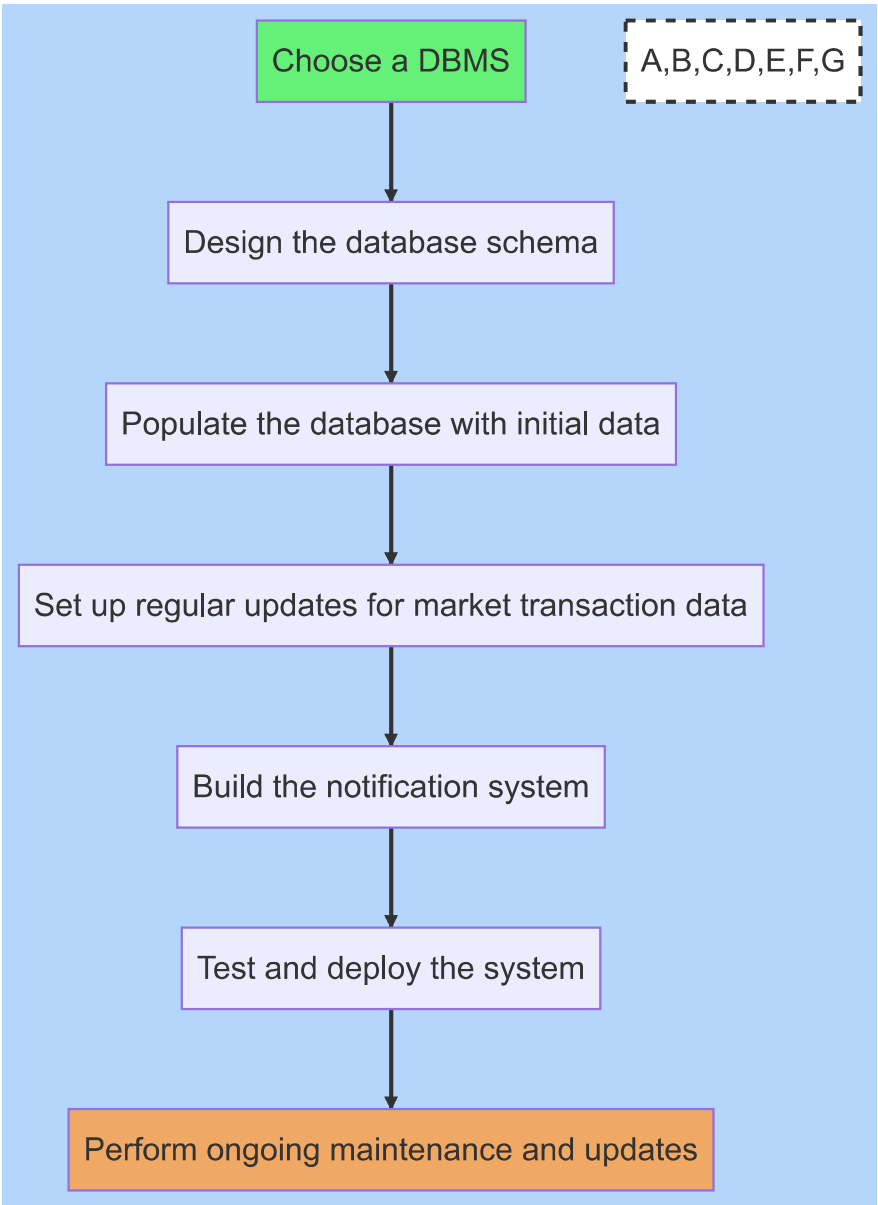 Choose a DBMS
A,B,C,D,E,F,G
Design the database schema
Populate the database with initial data
Set up regular updates for market transaction data
Build the notification system
Test and deploy the system
Perform ongoing maintenance and updates